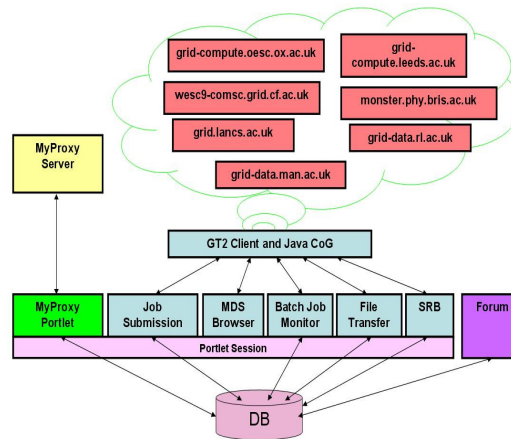 grid-compute.oesc.ox.ac.uk
grid-
compute.leeds.ac.uk
wesc9-comsc.grid.cf.ac.uk
monster.phy.bris.ac.uk
grid.lancs.ac.uk
grid-data.rl.ac.uk
grid-data.man.ac.uk
MyProxy
Server
GT2 Client and Java CoG
MyProxy
Portlet
Job
Submission
MDS
Browser
Batch Job
Monitor
File
Transfer
SRB
Forum
Portlet Session
DB